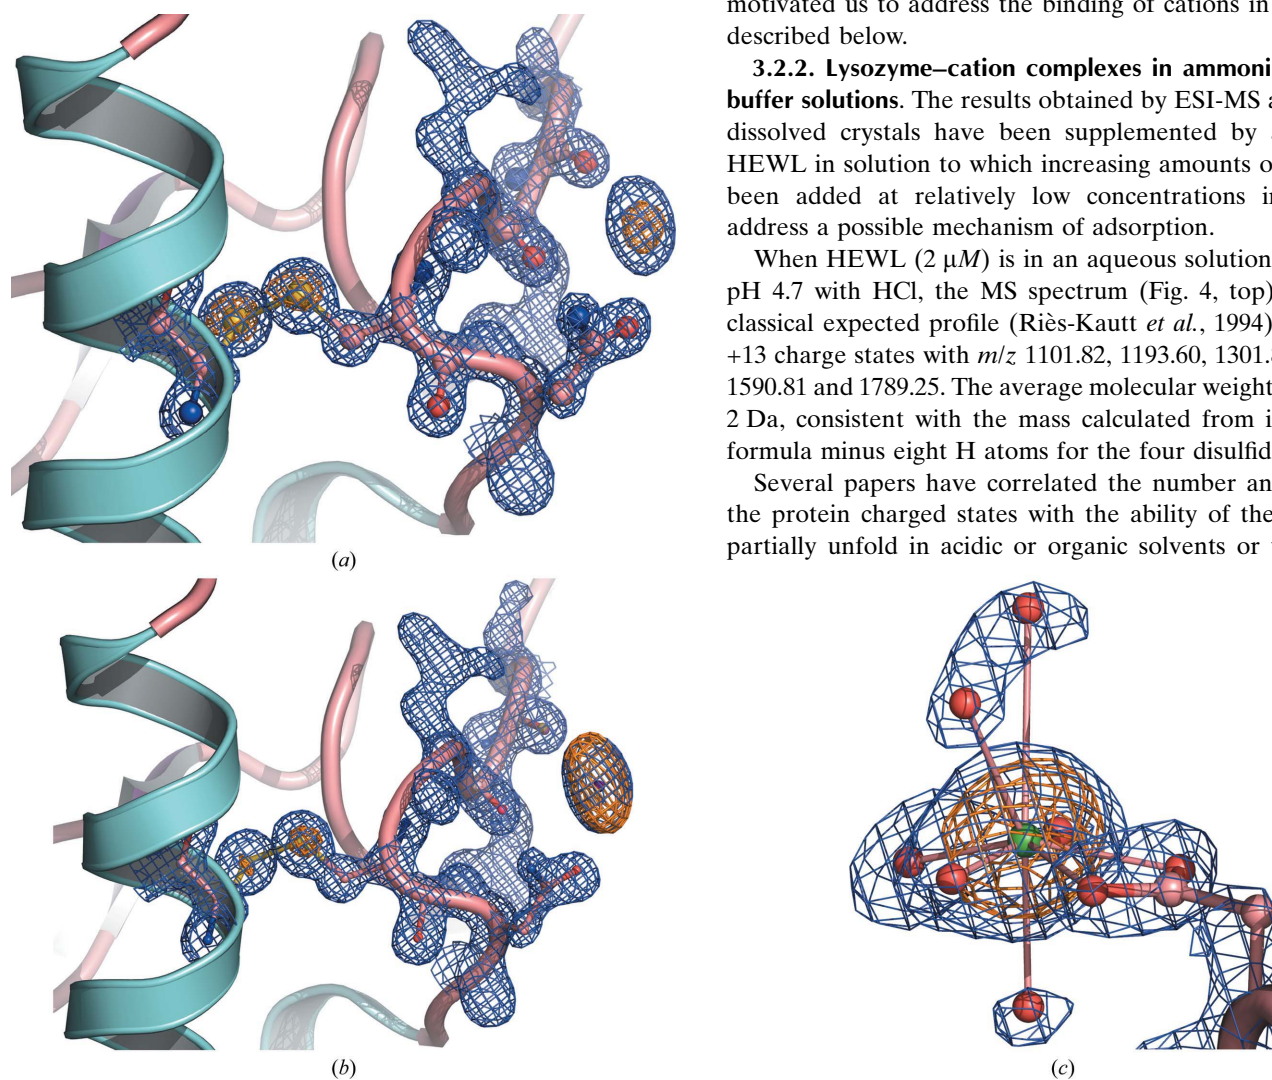 motivated us to address the binding of cations in
described below.
3.2.2. Lysozyme–cation complexes in ammoni
buffer solutions. The results obtained by ESI-MS a
dissolved crystals have been supplemented by
HEWL in solution to which increasing amounts o
been added at relatively low concentrations i
address a possible mechanism of adsorption.
When HEWL (2 µM) is in an aqueous solution
pH 4.7 with HCl, the MS spectrum (Fig. 4, top)
classical expected profile (Riès-Kautt et al., 1994)
+13 charge states with m/z 1101.82, 1193.60, 1301.
1590.81 and 1789.25. The average molecular weight
2 Da, consistent with the mass calculated from i
formula minus eight H atoms for the four disulfid
Several papers have correlated the number an
the protein charged states with the ability of the
partially unfold in acidic or organic solvents or
(a)
(b)
(c)